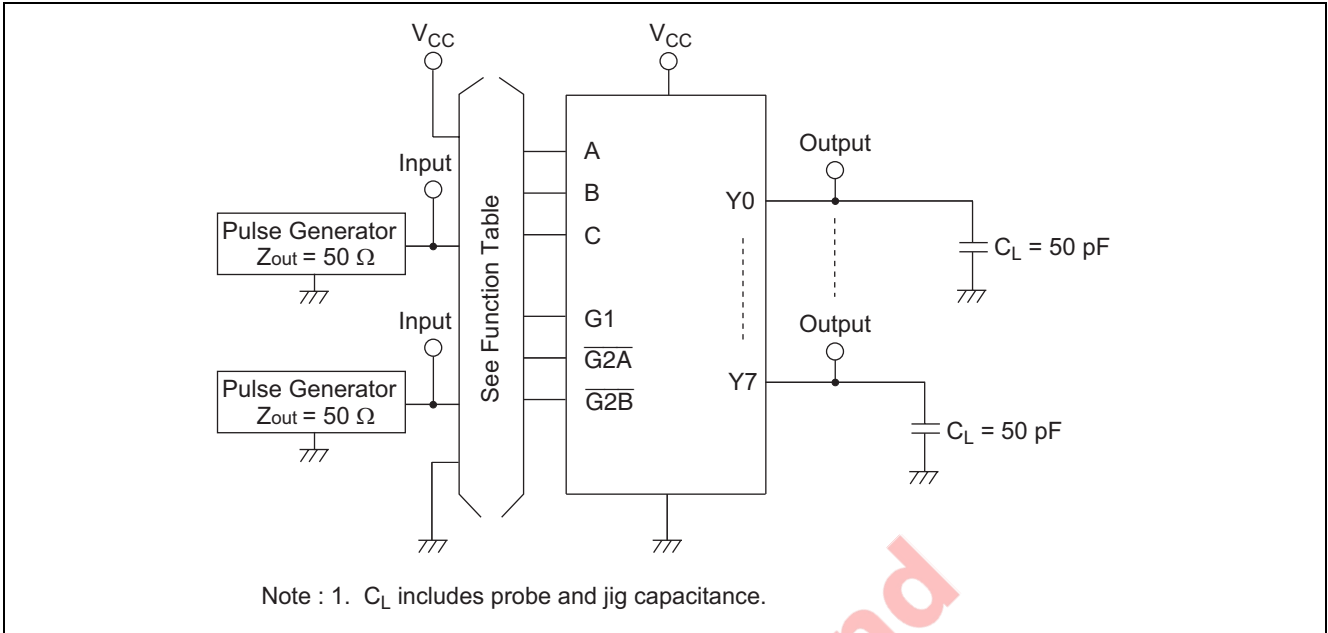 VCC
VCC
Input
Output
A
B
Y0
Pulse Generator
Zout = 50 Ω
C
CL = 50 pF
See Function Table
Input
G1
Output
G2A
Y7
Pulse Generator
Zout = 50 Ω
G2B
CL = 50 pF
Note : 1. CL includes probe and jig capacitance.